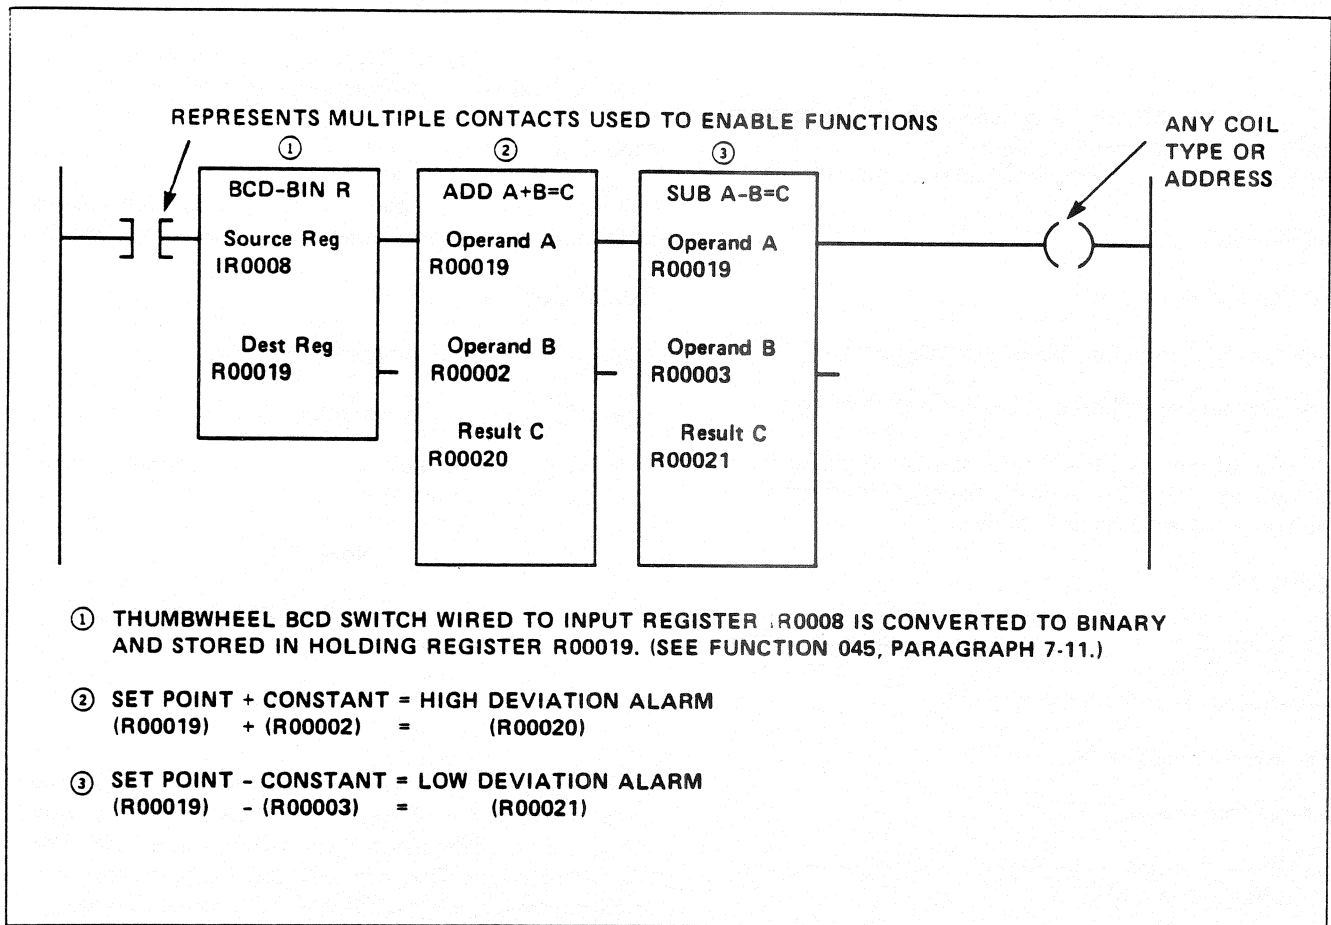 REPRESENTS MULTIPLE CONTACTS USED TO ENABLE FUNCTIONS
ANY COIL
TYPE OR
ADDRESS
①
BCD-BIN R
Source Reg
IR0008
Dest Reg
R00019
②
ADD A+B=C
Operand A
R00019
Operand B
R00002
Result C
R00020
③
SUB A-B=C
Operand A
R00019
Operand B
R00003
Result C
R00021
① THUMBWHEEL BCD SWITCH WIRED TO INPUT REGISTER IR0008 IS CONVERTED TO BINARY
AND STORED IN HOLDING REGISTER R00019. (SEE FUNCTION 045, PARAGRAPH 7-11.)
② SET POINT + CONSTANT = HIGH DEVIATION ALARM
(R00019) + (R00002) = (R00020)
③ SET POINT - CONSTANT = LOW DEVIATION ALARM
(R00019) - (R00003) = (R00021)